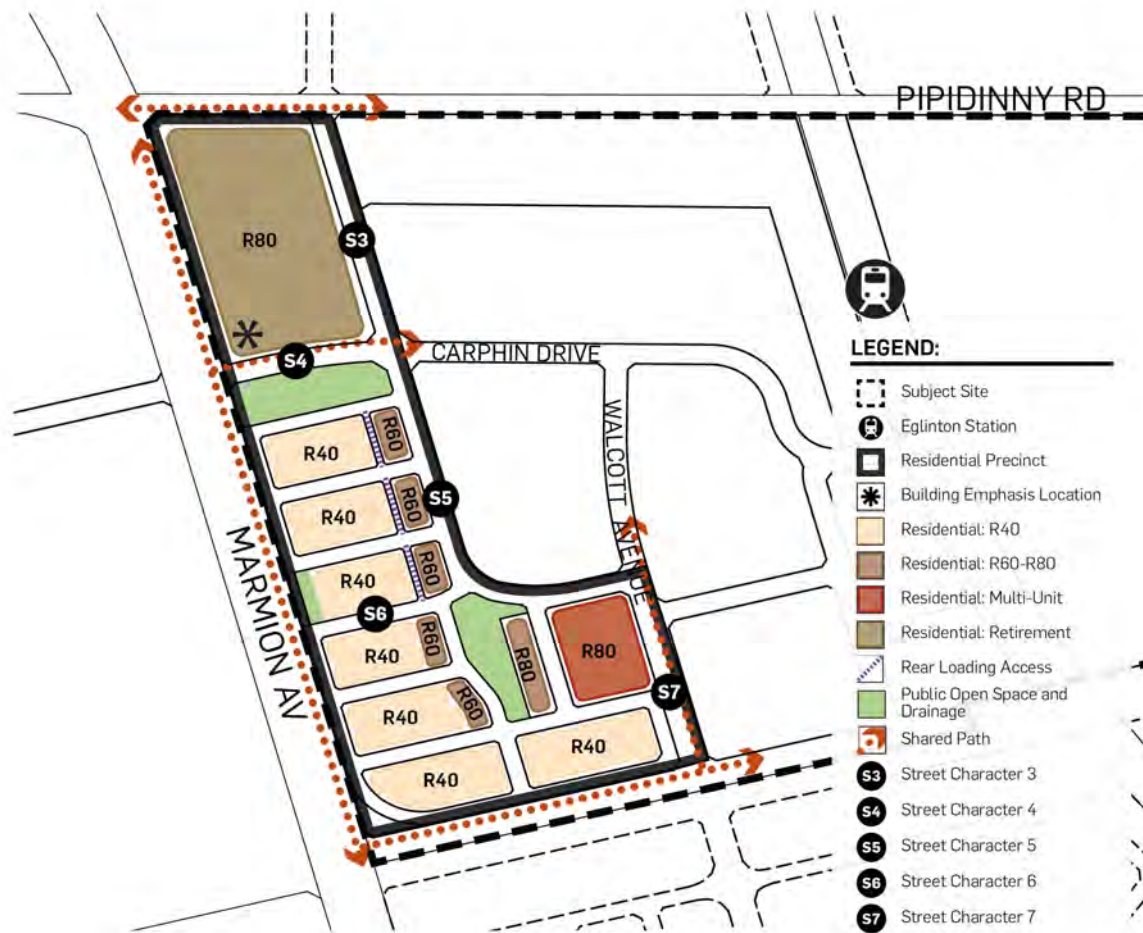 PIPIDINNY RD
R80
S3
S4
CARPHIN DRIVE
WALCOTT AVENUE
MARMION AV
R40
R60
R40
R60
S5
R40
R60
S6
R40
R60
R80
R80
S7
R40
R60
R40
R40
LEGEND:
Subject Site
Eglinton Station
Residential Precinct
Building Emphasis Location
Residential: R40
Residential: R60-R80
Residential: Multi-Unit
Residential: Retirement
Rear Loading Access
Public Open Space and
Drainage
Shared Path
S3 Street Character 3
S4 Street Character 4
S5 Street Character 5
S6 Street Character 6
S7 Street Character 7